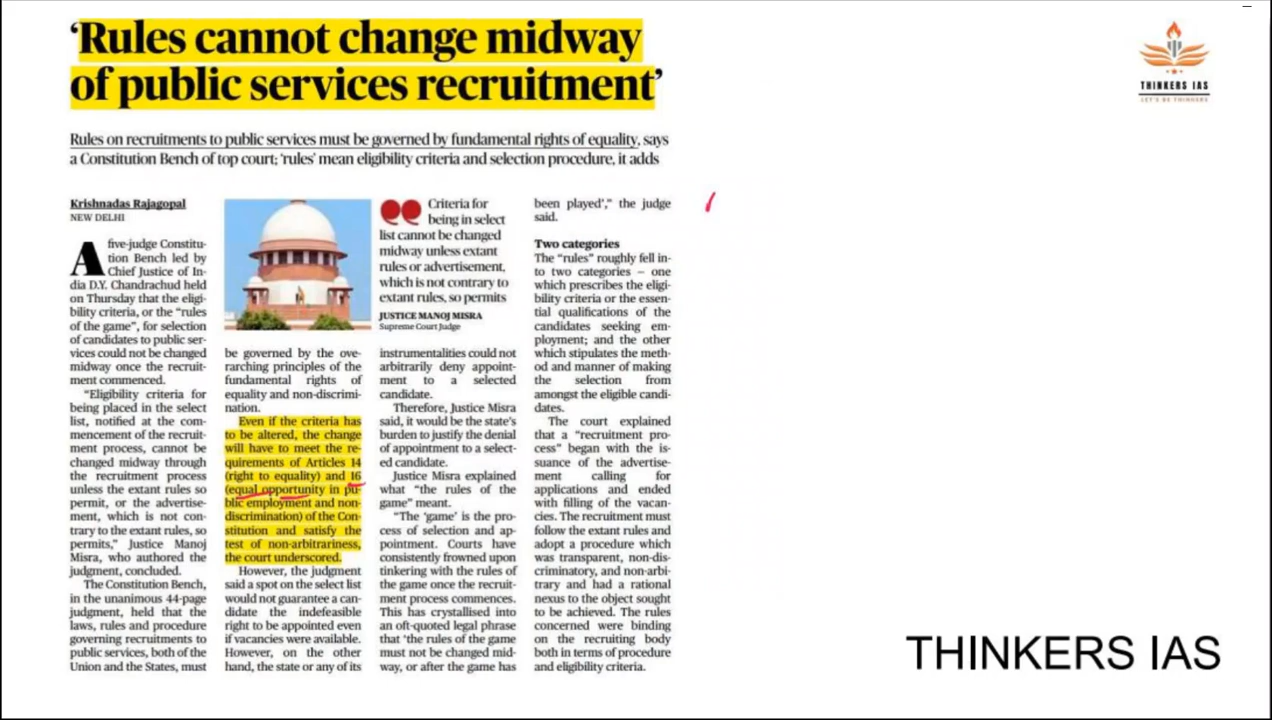 ‘Rules cannot change midway
of public services recruitment’
Rules on recruitments to public services must be governed by fundamental rights of equality, says
a Constitution Bench of top court; ‘rules’ mean eligibility criteria and selection procedure, it adds
Krishnadas Rajagopal
NEW DELHI
A five-judge Constitu-
tion Bench led by
Chief Justice of In-
dia D.Y. Chandrachud held
on Thursday that the eligi-
bility criteria, or the “rules
of the game”, for selection
of candidates to public ser-
vices could not be changed
midway once the recruit-
ment commenced.
“Eligibility criteria for
being placed in the select
list, notified at the com-
mencement of the recruit-
ment process, cannot be
changed midway through
the recruitment process
unless the extant rules so
permit, or the advertise-
ment, which is not con-
trary to the extant rules, so
permits,” Justice Manoj
Misra, who authored the
judgment, concluded.
The Constitution Bench,
in the unanimous 44-page
judgment, held that the
laws, rules and procedure
governing recruitments to
public services, both of the
Union and the States, must
be governed by the ove-
rarching principles of the
fundamental rights of
equality and non-discrimi-
nation.
Even if the criteria has
to be altered, the change
will have to meet the re-
quirements of Articles 14
(right to equality) and 16
(equal opportunity in pu-
blic employment and non-
discrimination) of the Con-
stitution and satisfy the
test of non-arbitrariness,
the court underscored.
However, the judgment
said a spot on the select list
would not guarantee a can-
didate the indefeasible
right to be appointed even
if vacancies were available.
However, on the other
hand, the state or any of its
Criteria for
being in select
list cannot be changed
midway unless extant
rules or advertisement,
which is not contrary to
extant rules, so permits
JUSTICE MANOJ MISRA
Supreme Court Judge
instrumentalities could not
arbitrarily deny appoint-
ment to a selected
candidate.
Therefore, Justice Misra
said, it would be the state’s
burden to justify the denial
of appointment to a select-
ed candidate.
Justice Misra explained
what “the rules of the
game” meant.
“The ‘game’ is the pro-
cess of selection and ap-
pointment. Courts have
consistently frowned upon
tinkering with the rules of
the game once the recruit-
ment process commences.
This has crystallised into
an oft-quoted legal phrase
that ‘the rules of the game
must not be changed mid-
way, or after the game has
been played’,” the judge
said.
Two categories
The “rules” roughly fell in-
to two categories — one
which prescribes the eligi-
bility criteria or the essen-
tial qualifications of the
candidates seeking em-
ployment; and the other
which stipulates the meth-
od and manner of making
the selection from
amongst the eligible candi-
dates.
The court explained
that a “recruitment pro-
cess” began with the is-
suance of the advertise-
ment calling for
applications and ended
with filling of the vacan-
cies. The recruitment must
follow the extant rules and
adopt a procedure which
was transparent, non-dis-
criminatory, and non-arbi-
trary and had a rational
nexus to the object sought
to be achieved. The rules
concerned were binding
on the recruiting body
both in terms of procedure
and eligibility criteria.
THINKERS IAS
LET'S BE THINKERS
THINKERS IAS